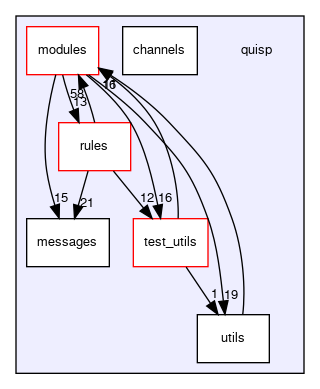 modules
channels
quisp
58
13
16
rules
15
21
12
16
messages
test_utils
1
19
utils